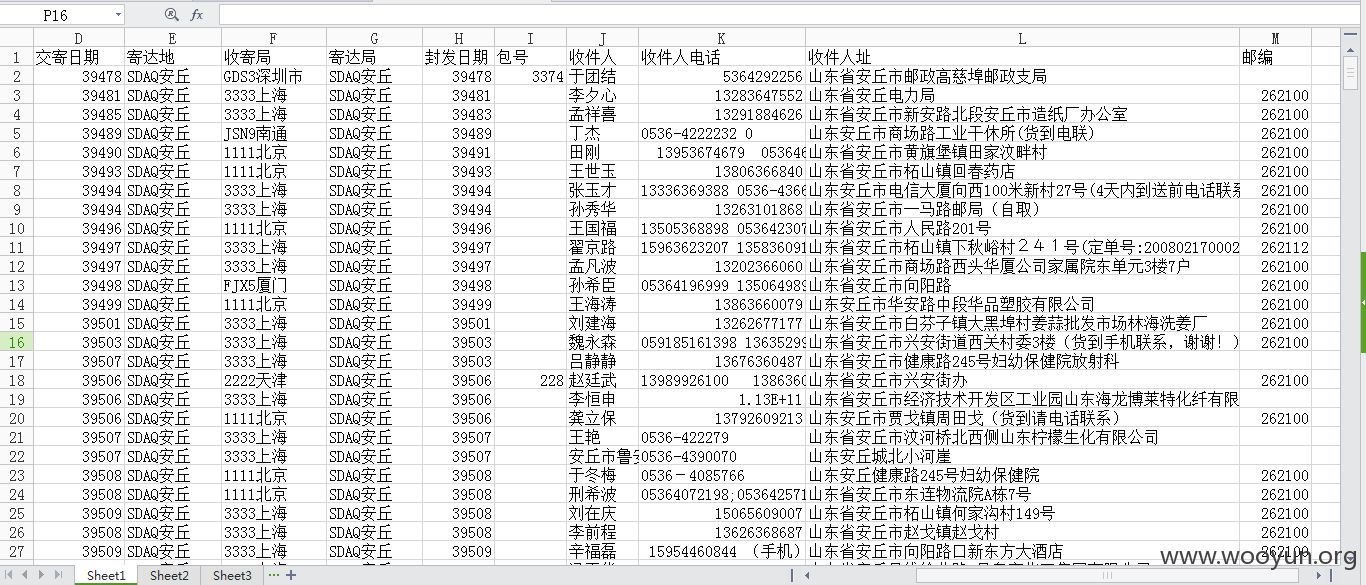 P16 fx
D E F G H I J K L M
1 交寄日期 寄达地 收寄局 寄达局 封发日期 包号 收件人 收件人电话 收件人址 邮编
2 39478 SDAQ安丘 GDS3深圳市 SDAQ安丘 39478 3374 于团结 5364292256 山东省安丘市邮政高慈埠邮政支局
3 39481 SDAQ安丘 3333上海 SDAQ安丘 39481 李夕心 13283647552 山东省安丘电力局 262100
4 39485 SDAQ安丘 3333上海 SDAQ安丘 39483 孟祥喜 13291884626 山东省安丘市新安路北段安丘市造纸厂办公室 262100
5 39489 SDAQ安丘 JSN9南通 SDAQ安丘 39489 丁杰 0536-4222232 0 山东安丘市商场路工业干休所(货到电联) 262100
6 39490 SDAQ安丘 1111北京 SDAQ安丘 39491 田刚 13953674679 053646 山东省安丘市黄旗堡镇田家汶畔村 262100
7 39493 SDAQ安丘 1111北京 SDAQ安丘 39493 王世玉 13806366840 山东省安丘市柘山镇回春药店 262100
8 39494 SDAQ安丘 3333上海 SDAQ安丘 39494 张玉才 13336369388 0536-4366 山东安丘市电信大厦向西100米新村27号(4天内到送前电话联系 262100
9 39494 SDAQ安丘 3333上海 SDAQ安丘 39494 孙秀华 13263101868 山东省安丘市一马路邮局（自取） 262100
10 39496 SDAQ安丘 1111北京 SDAQ安丘 39496 王国福 13505368898 053642307 山东省安丘市人民路201号 262100
11 39497 SDAQ安丘 3333上海 SDAQ安丘 39497 翟京路 15963623207 135836091 山东省安丘市柘山镇下秋峪村２４１号(定单号:200802170002 262112
12 39497 SDAQ安丘 3333上海 SDAQ安丘 39497 孟凡波 13202366060 山东省安丘市商场路西头华厦公司家属院东单元3楼7户 262100
13 39498 SDAQ安丘 FJX5厦门 SDAQ安丘 39498 孙希臣 05364196999 135064989 山东省安丘市向阳路 262100
14 39499 SDAQ安丘 1111北京 SDAQ安丘 39499 王海涛 13863660079 山东安丘市华安路中段华品塑胶有限公司 262100
15 39501 SDAQ安丘 3333上海 SDAQ安丘 39501 刘建海 13262677177 山东省安丘市白芬子镇大黑埠村姜蒜批发市场林海洗姜厂 262100
16 39503 SDAQ安丘 3333上海 SDAQ安丘 39503 魏永森 059185161398 13635299 山东省安丘市兴安街道西关村委3楼（货到手机联系，谢谢！） 262100
17 39507 SDAQ安丘 3333上海 SDAQ安丘 39503 吕静静 13676360487 山东省安丘市健康路245号妇幼保健院放射科
18 39506 SDAQ安丘 2222天津 SDAQ安丘 39506 228 赵廷武 13989926100 1386360 山东省安丘市兴安街办 262100
19 39506 SDAQ安丘 3333上海 SDAQ安丘 39506 李恒申 1.13E+11 山东省安丘市经济技术开发区工业园山东海龙博莱特化纤有限
20 39506 SDAQ安丘 1111北京 SDAQ安丘 39506 龚立保 13792609213 山东安丘市贾戈镇周田戈（货到请电话联系） 262100
21 39507 SDAQ安丘 3333上海 SDAQ安丘 39507 王艳 0536-422279 山东省安丘市汶河桥北西侧山东柠檬生化有限公司
22 39507 SDAQ安丘 3333上海 SDAQ安丘 39507 安丘市鲁安 0536-4390070 山东安丘城北小河崖
23 39508 SDAQ安丘 1111北京 SDAQ安丘 39508 于冬梅 0536－4085766 山东安丘健康路245号妇幼保健院 262100
24 39508 SDAQ安丘 1111北京 SDAQ安丘 39508 刑希波 05364072198;053642571 山东省安丘市东连物流院A栋7号 262100
25 39509 SDAQ安丘 3333上海 SDAQ安丘 39508 刘在庆 15065609007 山东省安丘市柘山镇何家沟村149号 262100
26 39508 SDAQ安丘 3333上海 SDAQ安丘 39508 李前程 13626368687 山东省安丘市赵戈镇赵戈村 262100
27 39509 SDAQ安丘 3333上海 SDAQ安丘 39509 辛福磊 15954460844 （手机） 山东省安丘市向阳路口新东方大酒店 262100
www.wooyun.org
Sheet1 Sheet2 Sheet3 ··· +